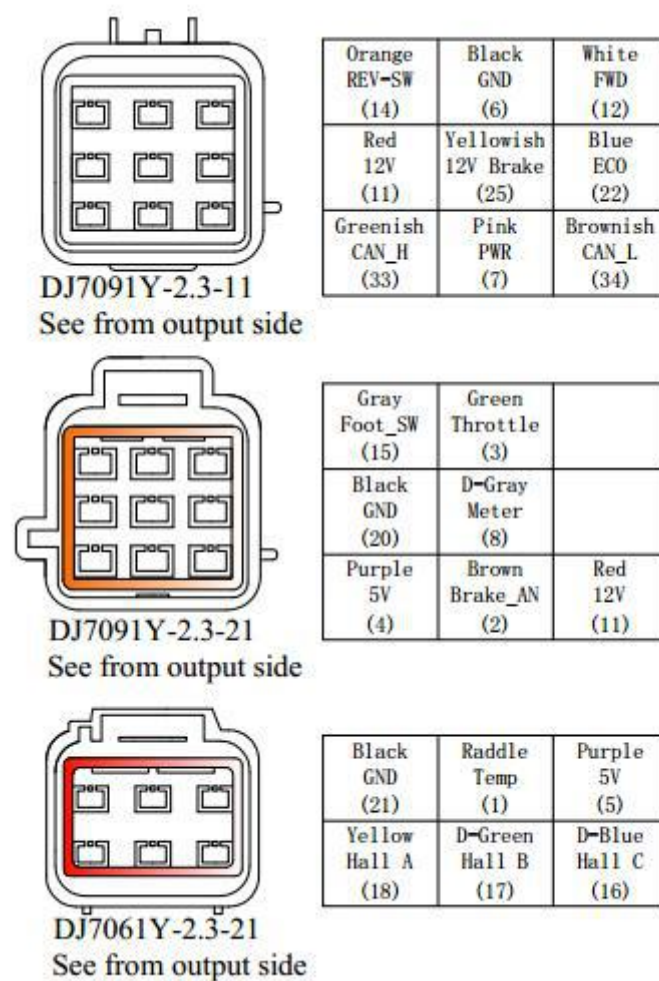 Orange Black White
REV-SW GND FWD
(14) (6) (12)
Red Yellowish Blue
12V 12V Brake ECO
(11) (25) (22)
Greenish Pink Brownish
CAN_H PWR CAN_L
(33) (7) (34)
DJ7091Y-2.3-11
See from output side
Gray Green
Foot_SW Throttle
(15) (3)
Black D-Gray
GND Meter
(20) (8)
Purple Brown Red
5V Brake_AN 12V
(4) (2) (11)
DJ7091Y-2.3-21
See from output side
Black Raddle Purple
GND Temp 5V
(21) (1) (5)
Yellow D-Green D-Blue
Hall A Hall B Hall C
(18) (17) (16)
DJ7061Y-2.3-21
See from output side